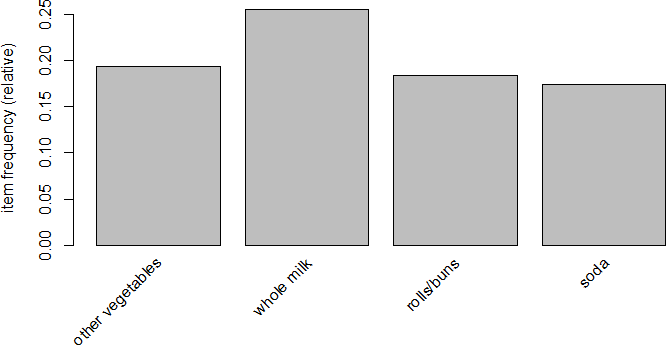 item frequency (relative)
0.25
0.20
0.15
0.10
0.05
0.00
other vegetables
whole milk
rolls/buns
soda